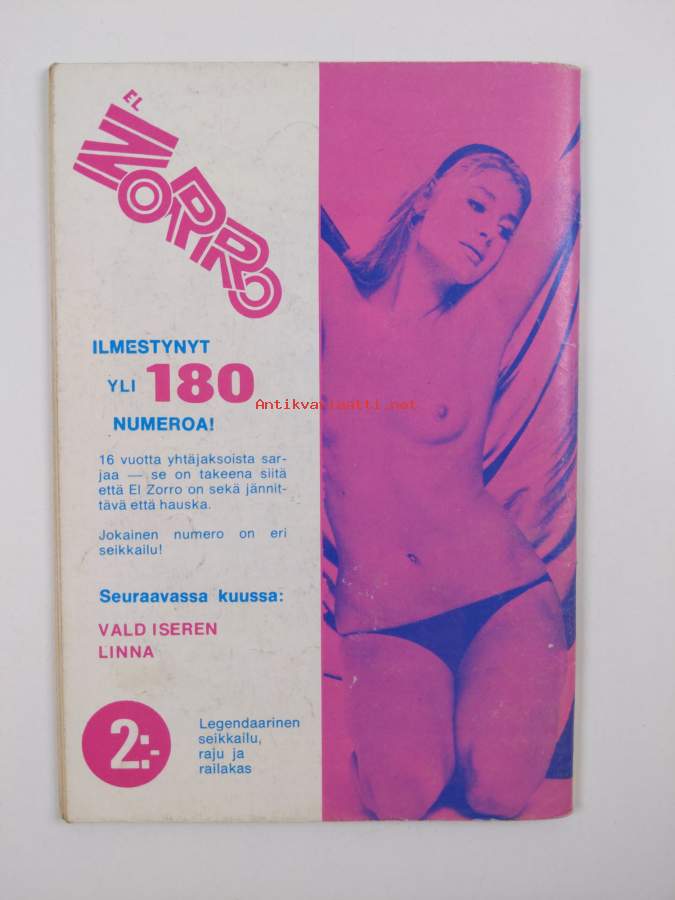 EL
ZORRO
ILMESTYNYT
YLI 180
NUMEROA!
16 vuotta yhtäjaksoista sar-
jaa — se on takeena siitä
että El Zorro on sekä jännit-
tävä että hauska.
Jokainen numero on eri
seikkailu!
Seuraavassa kuussa:
VALD ISEREN
LINNA
2:-
Legendaarinen
seikkailu,
raju ja
railakas
Antikvariaatti.net